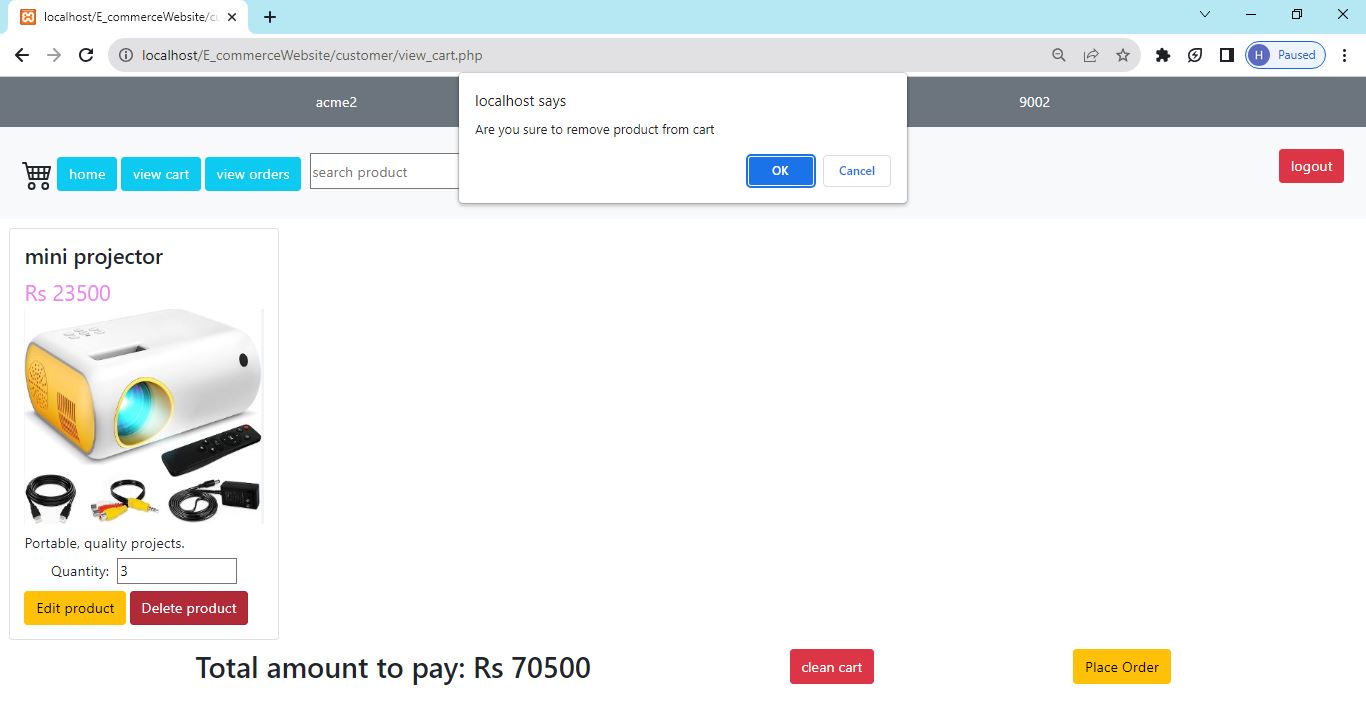 localhost/E_commerceWebsite/cu
localhost/E_commerceWebsite/customer/view_cart.php
H Paused
acme2
9002
localhost says
Are you sure to remove product from cart
OK Cancel
home view cart view orders search product
logout
mini projector
Rs 23500
Portable, quality projects.
Quantity: 3
Edit product Delete product
Total amount to pay: Rs 70500 clean cart Place Order